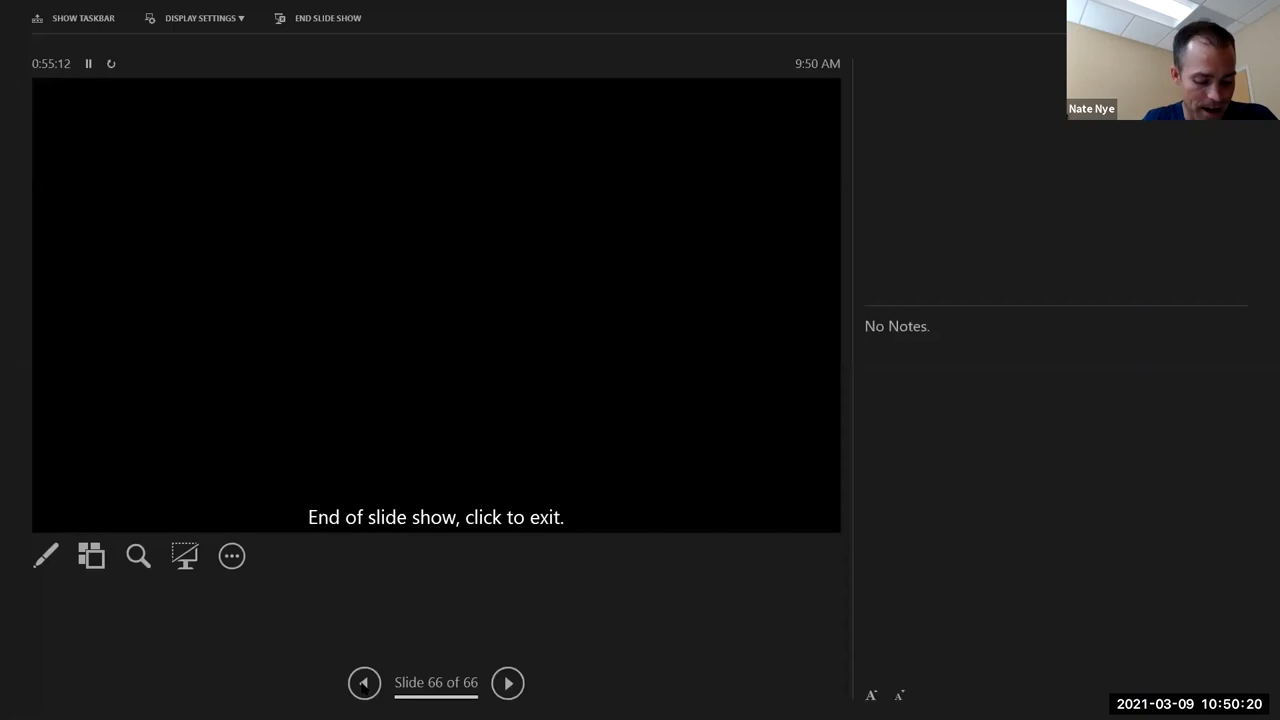 SHOW TASKBAR
DISPLAY SETTINGS ▼
END SLIDE SHOW
0:55:12
9:50 AM
Nate Nye
No Notes.
End of slide show, click to exit.
Slide 66 of 66
A A
2021-03-09 10:50:20